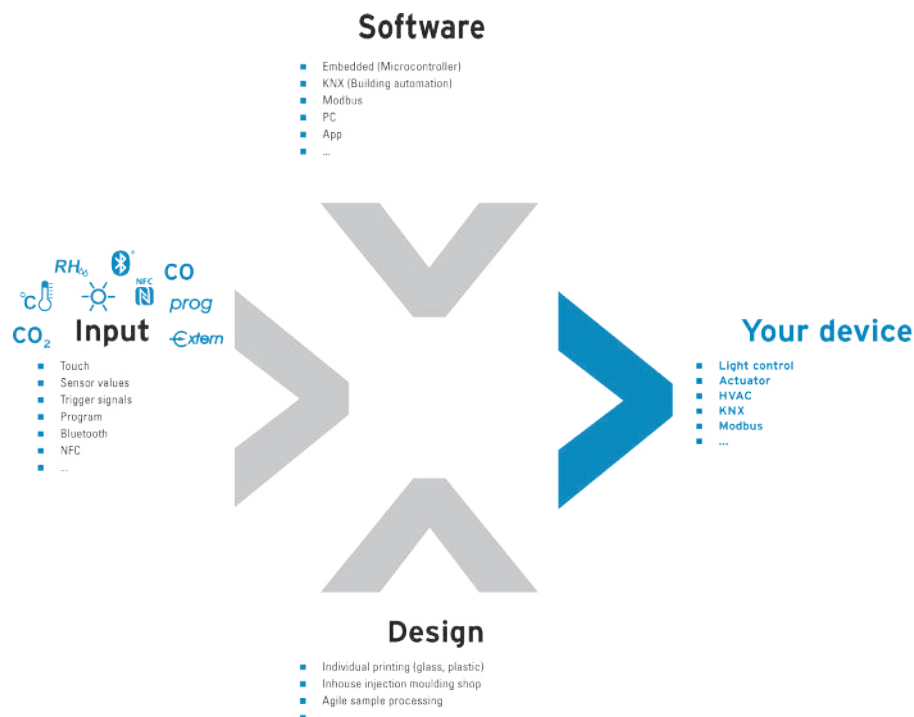 Software
Embedded (Microcontroller)
KNX (Building automation)
Modbus
PC
App
...
RH
CO
NFC
°C
prog
CO₂
Extern
Input
Touch
Sensor values
Trigger signals
Program
Bluetooth
NFC
...
Your device
Light control
Actuator
HVAC
KNX
Modbus
...
Design
Individual printing (glass, plastic)
Inhouse injection moulding shop
Agile sample processing